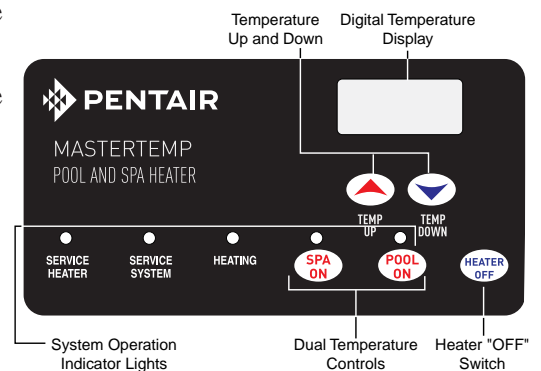 e
e
Temperature
Up and Down
Digital Temperature
Display
PENTAIR
MASTERTEMP
POOL AND SPA HEATER
TEMP
UP
TEMP
DOWN
SERVICE
HEATER
SERVICE
SYSTEM
HEATING
SPA
ON
POOL
ON
HEATER
OFF
System Operation
Indicator Lights
Dual Temperature
Controls
Heater "OFF"
Switch